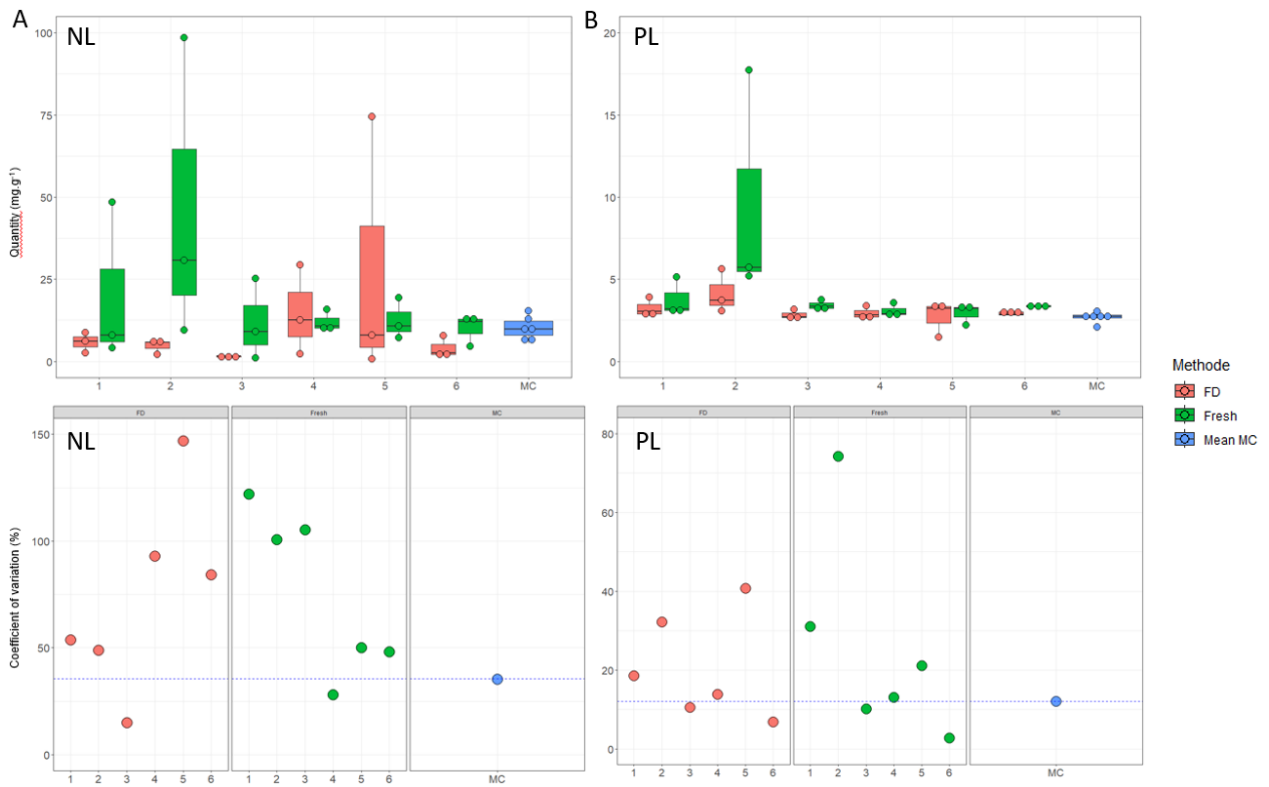 A
NL
100
75
50
25
0
Quantity (mg.g⁻¹)
1 2 3 4 5 6 MC
B
PL
20
15
10
5
0
1 2 3 4 5 6 MC
Methode
FD
Fresh
Mean MC
FD Fresh MC
NL
150
100
50
0
Coefficient of variation (%)
1 2 3 4 5 6 1 2 3 4 5 6 MC
FD Fresh MC
PL
80
60
40
20
0
1 2 3 4 5 6 1 2 3 4 5 6 MC